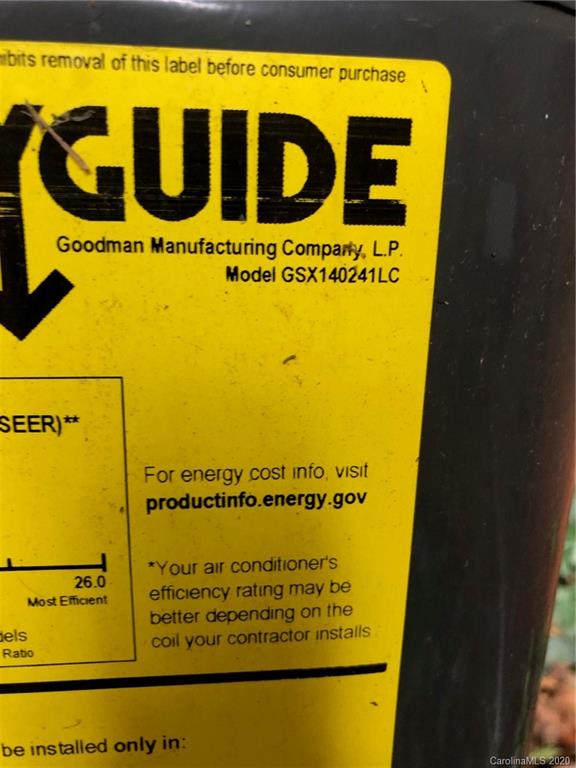 ibits removal of this label before consumer purchase
YGUIDE
Goodman Manufacturing Company, L.P.
Model GSX140241LC
SEER)**
For energy cost info, visit
productinfo.energy.gov
26.0
Most Efficient
*Your air conditioner's
efficiency rating may be
better depending on the
coil your contractor installs
dels
Ratio
be installed only in:
CarolinaMLS 2020